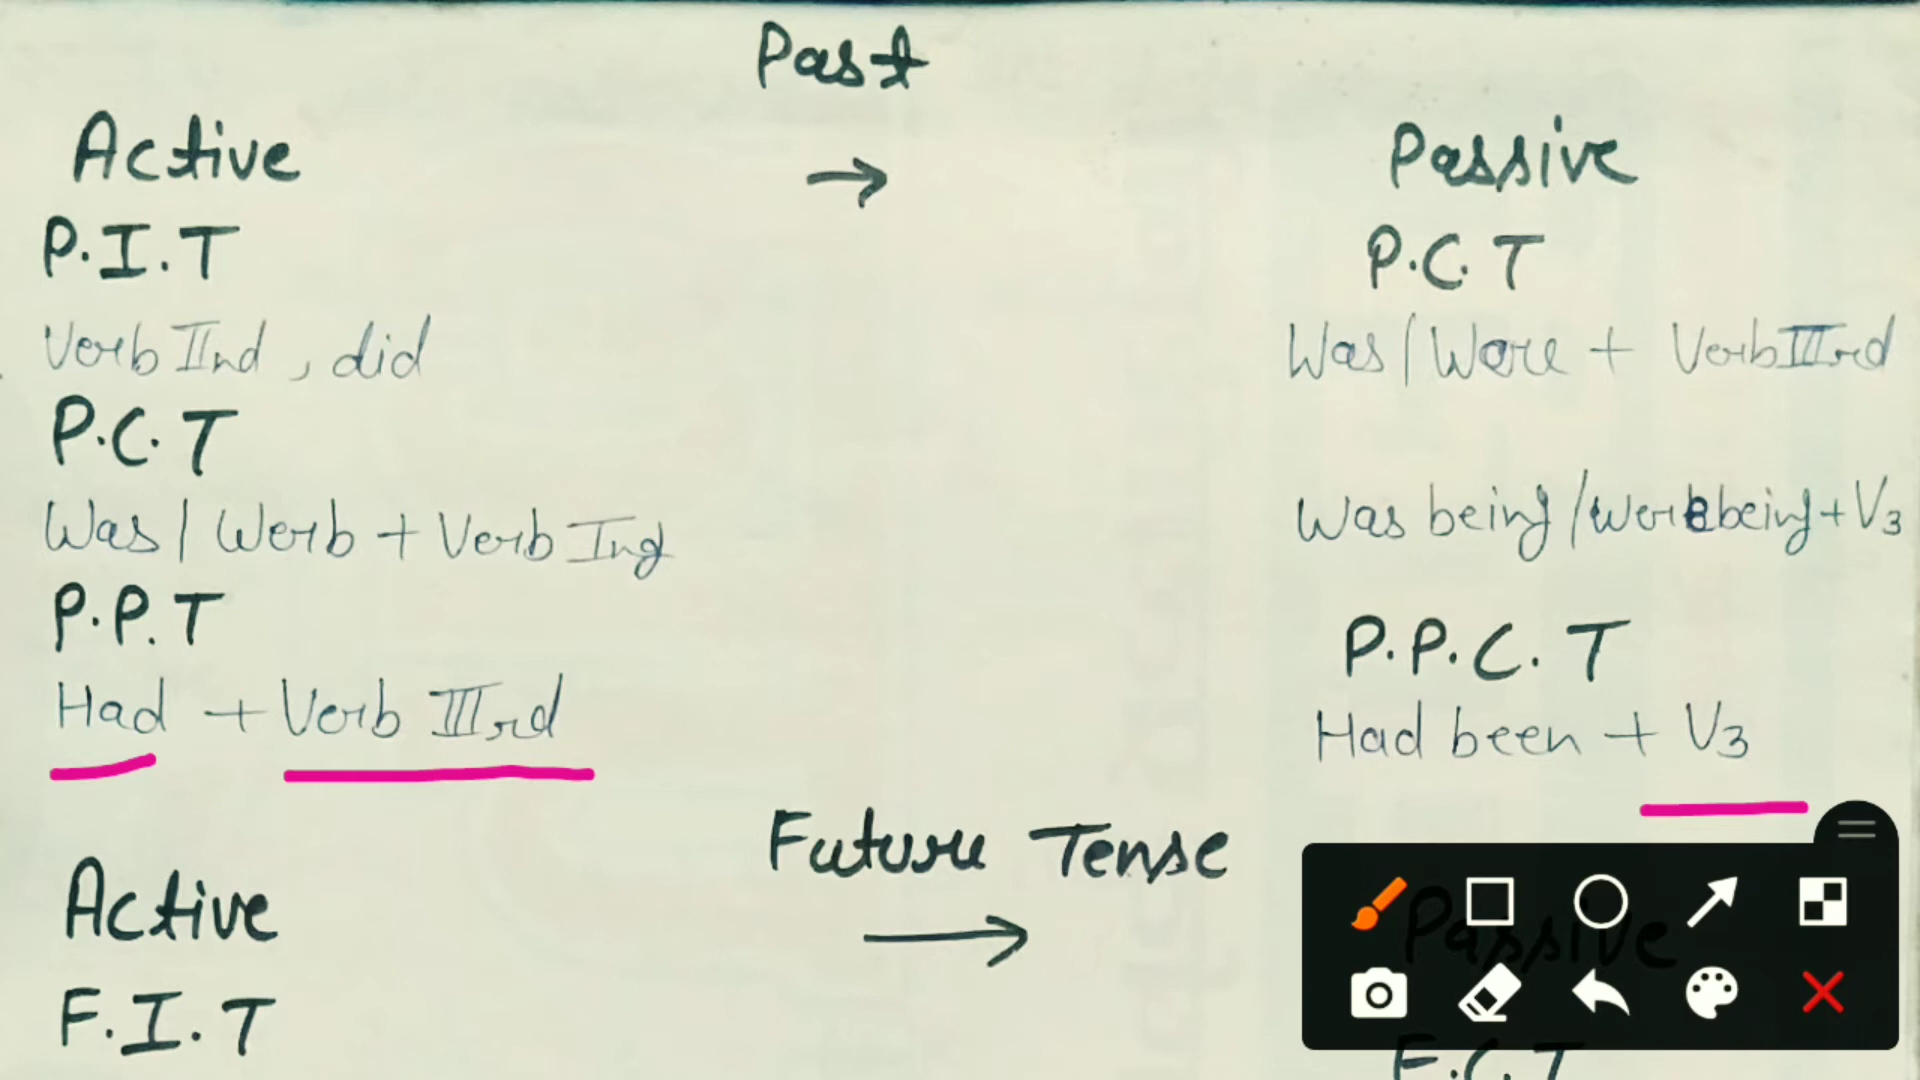 Past
Active → Passive
P.I.T P.C.T
Verb IInd, did Was/Were + Verb IIIrd
P.C.T
Was/Werb + Verb Ing Was being/were being + V3
P.P.T P.P.C.T
Had + Verb IIIrd Had been + V3
Future Tense
Active → Passive
F.I.T F.C.T